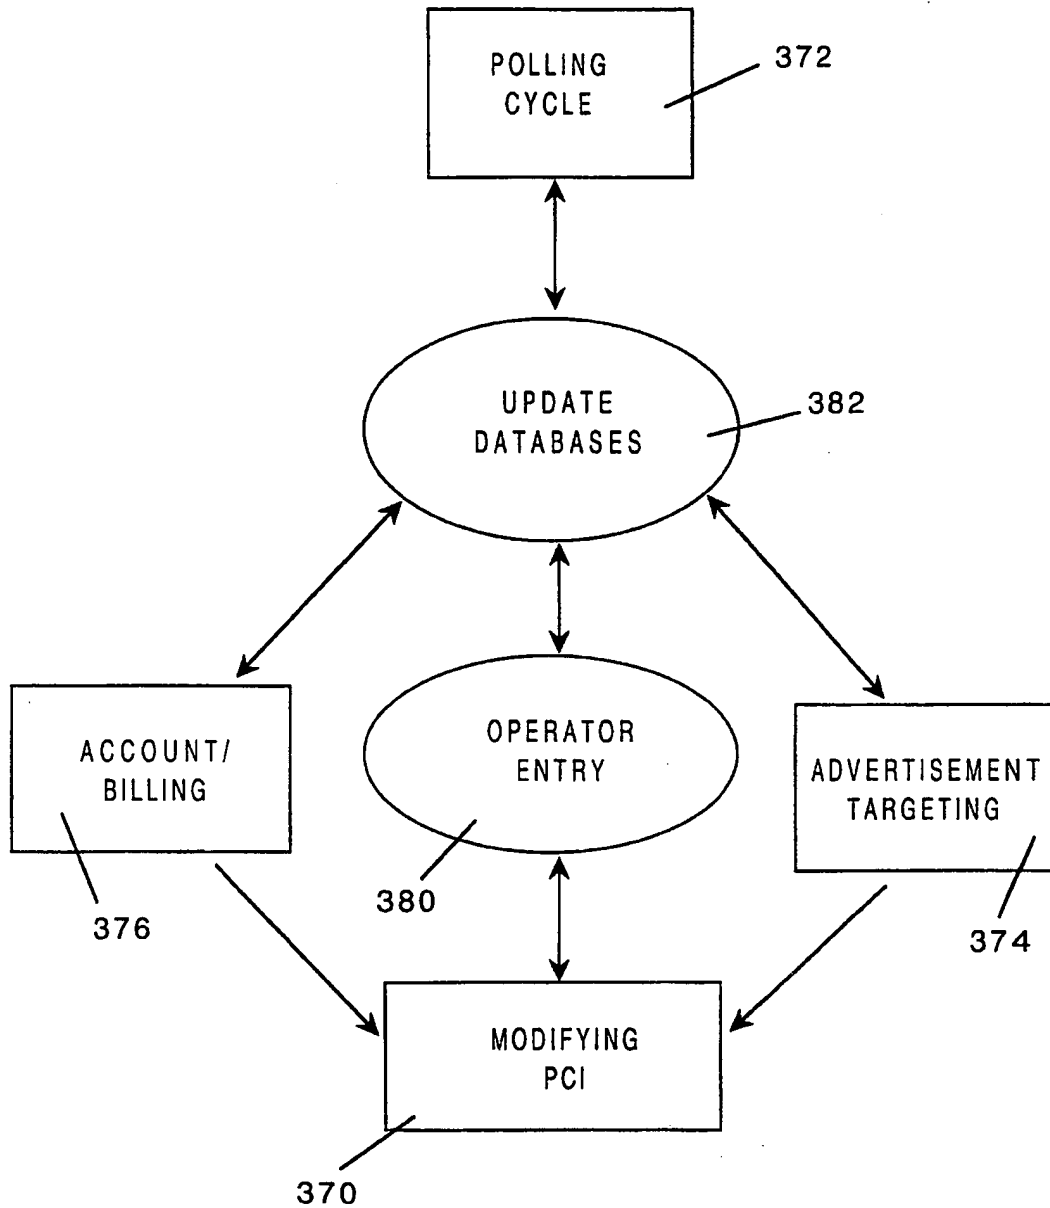 POLLING
CYCLE
372
UPDATE
DATABASES
382
ACCOUNT/
BILLING
376
OPERATOR
ENTRY
380
ADVERTISEMENT
TARGETING
374
MODIFYING
PCI
370